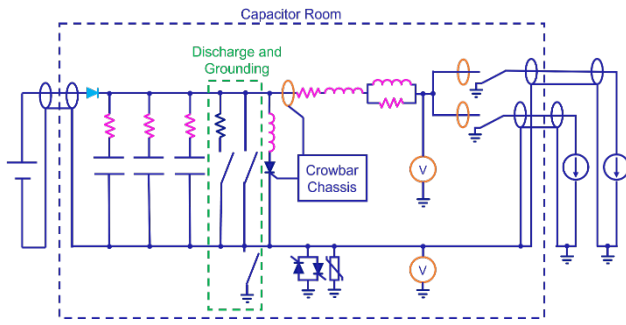 Capacitor Room
Discharge and
Grounding
Crowbar
Chassis
V
V